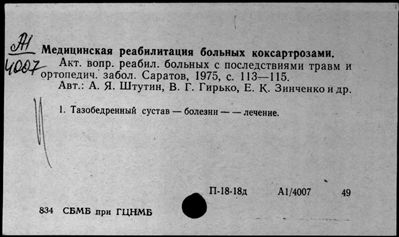 А1
4007
Медицинская реабилитация больных коксартрозами.
Акт. вопр. реабил. больных с последствиями травм и
ортопедич. забол. Саратов, 1975, с. 113—115.
Авт.: А. Я. Штутин, В. Г. Гирько, Е. К. Зинченко и др.
1. Тазобедренный сустав — болезни — — лечение.
П-18-18д А1/4007 49
834 СБМБ при ГЦНМБ